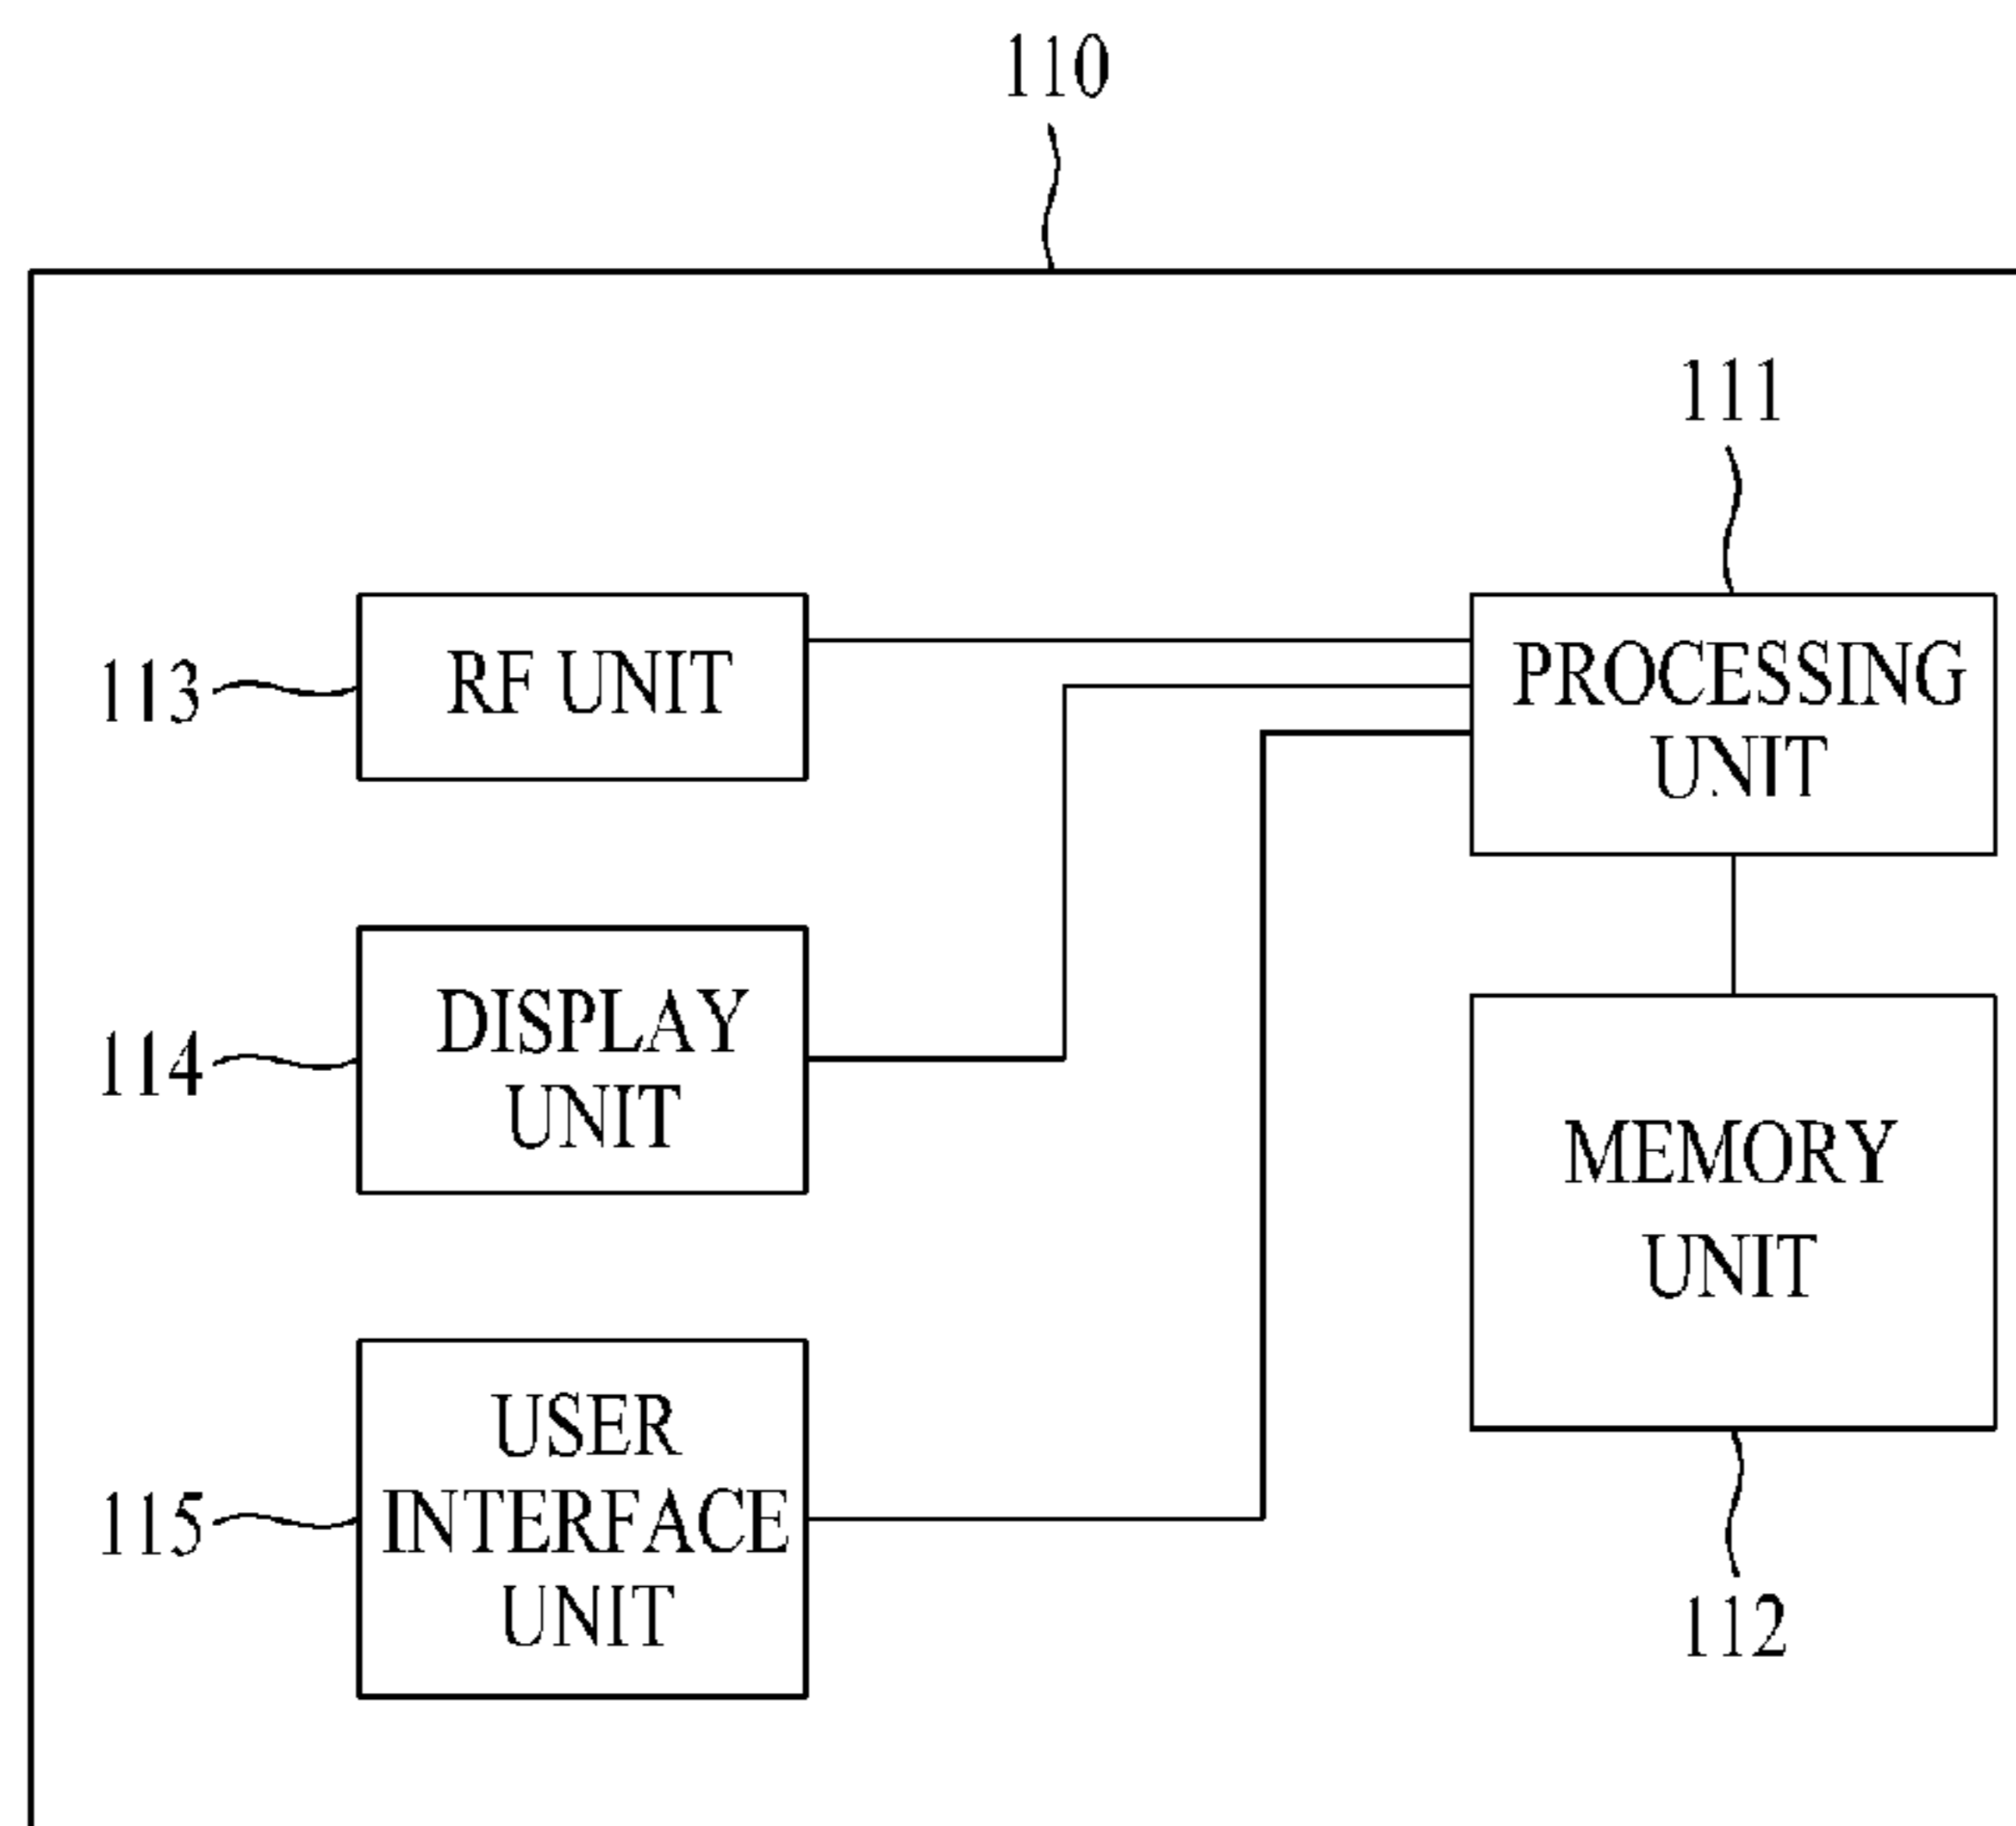 110
111
113
RF UNIT
PROCESSING
UNIT
114
DISPLAY
UNIT
MEMORY
UNIT
115
USER
INTERFACE
UNIT
112